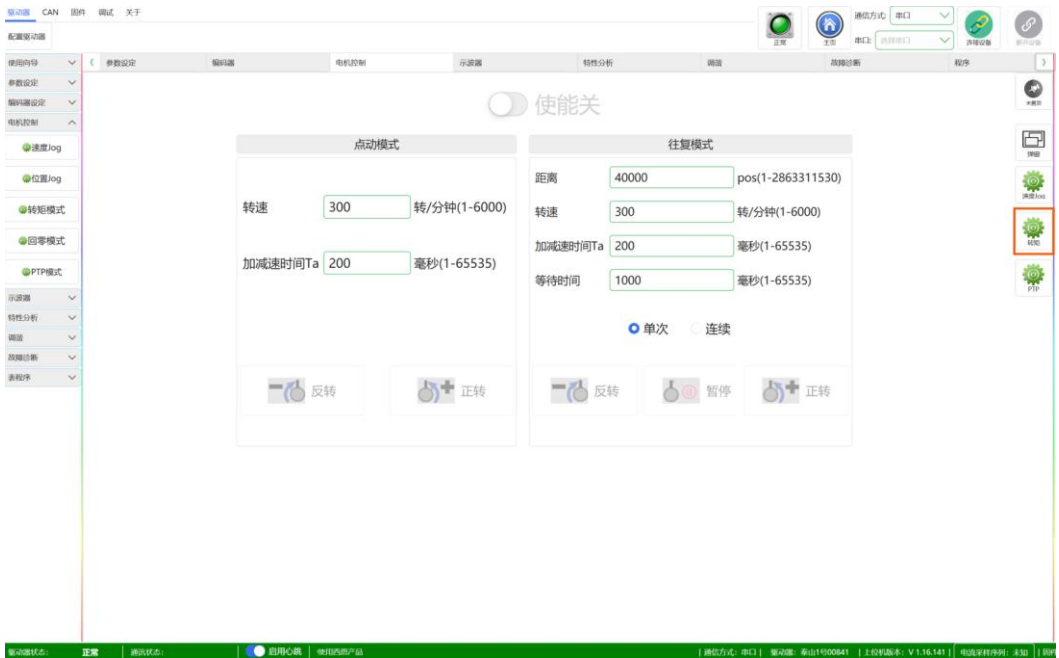 驱动器 CAN 固件 调试 关于
配置驱动器
正常
主页
通信方式: 串口
串口: 选择串口
连接设备
断开设备
使用向导
参数设定
编码器设定
电机控制
速度Jog
位置Jog
转矩模式
回零模式
PTP模式
示波器
特性分析
调谐
故障诊断
表程序
《 参数设定 编码器 电机控制 示波器 特性分析 调谐 故障诊断 程序 》
使能关
点动模式
转速 300 转/分钟(1-6000)
加减速时间Ta 200 毫秒(1-65535)
反转 正转
往复模式
距离 40000 pos(1-2863311530)
转速 300 转/分钟(1-6000)
加减速时间Ta 200 毫秒(1-65535)
等待时间 1000 毫秒(1-65535)
单次 连续
反转 暂停 正转
弹窗
速度Jog
转矩
PTP
驱动器状态: 正常 | 通讯状态: | 启用心跳 | | 通信方式: 串口 | 驱动器: 泰山1号00841 | 上位机版本: V 1.16.141 | 电流采样序列: 未知 | 固件